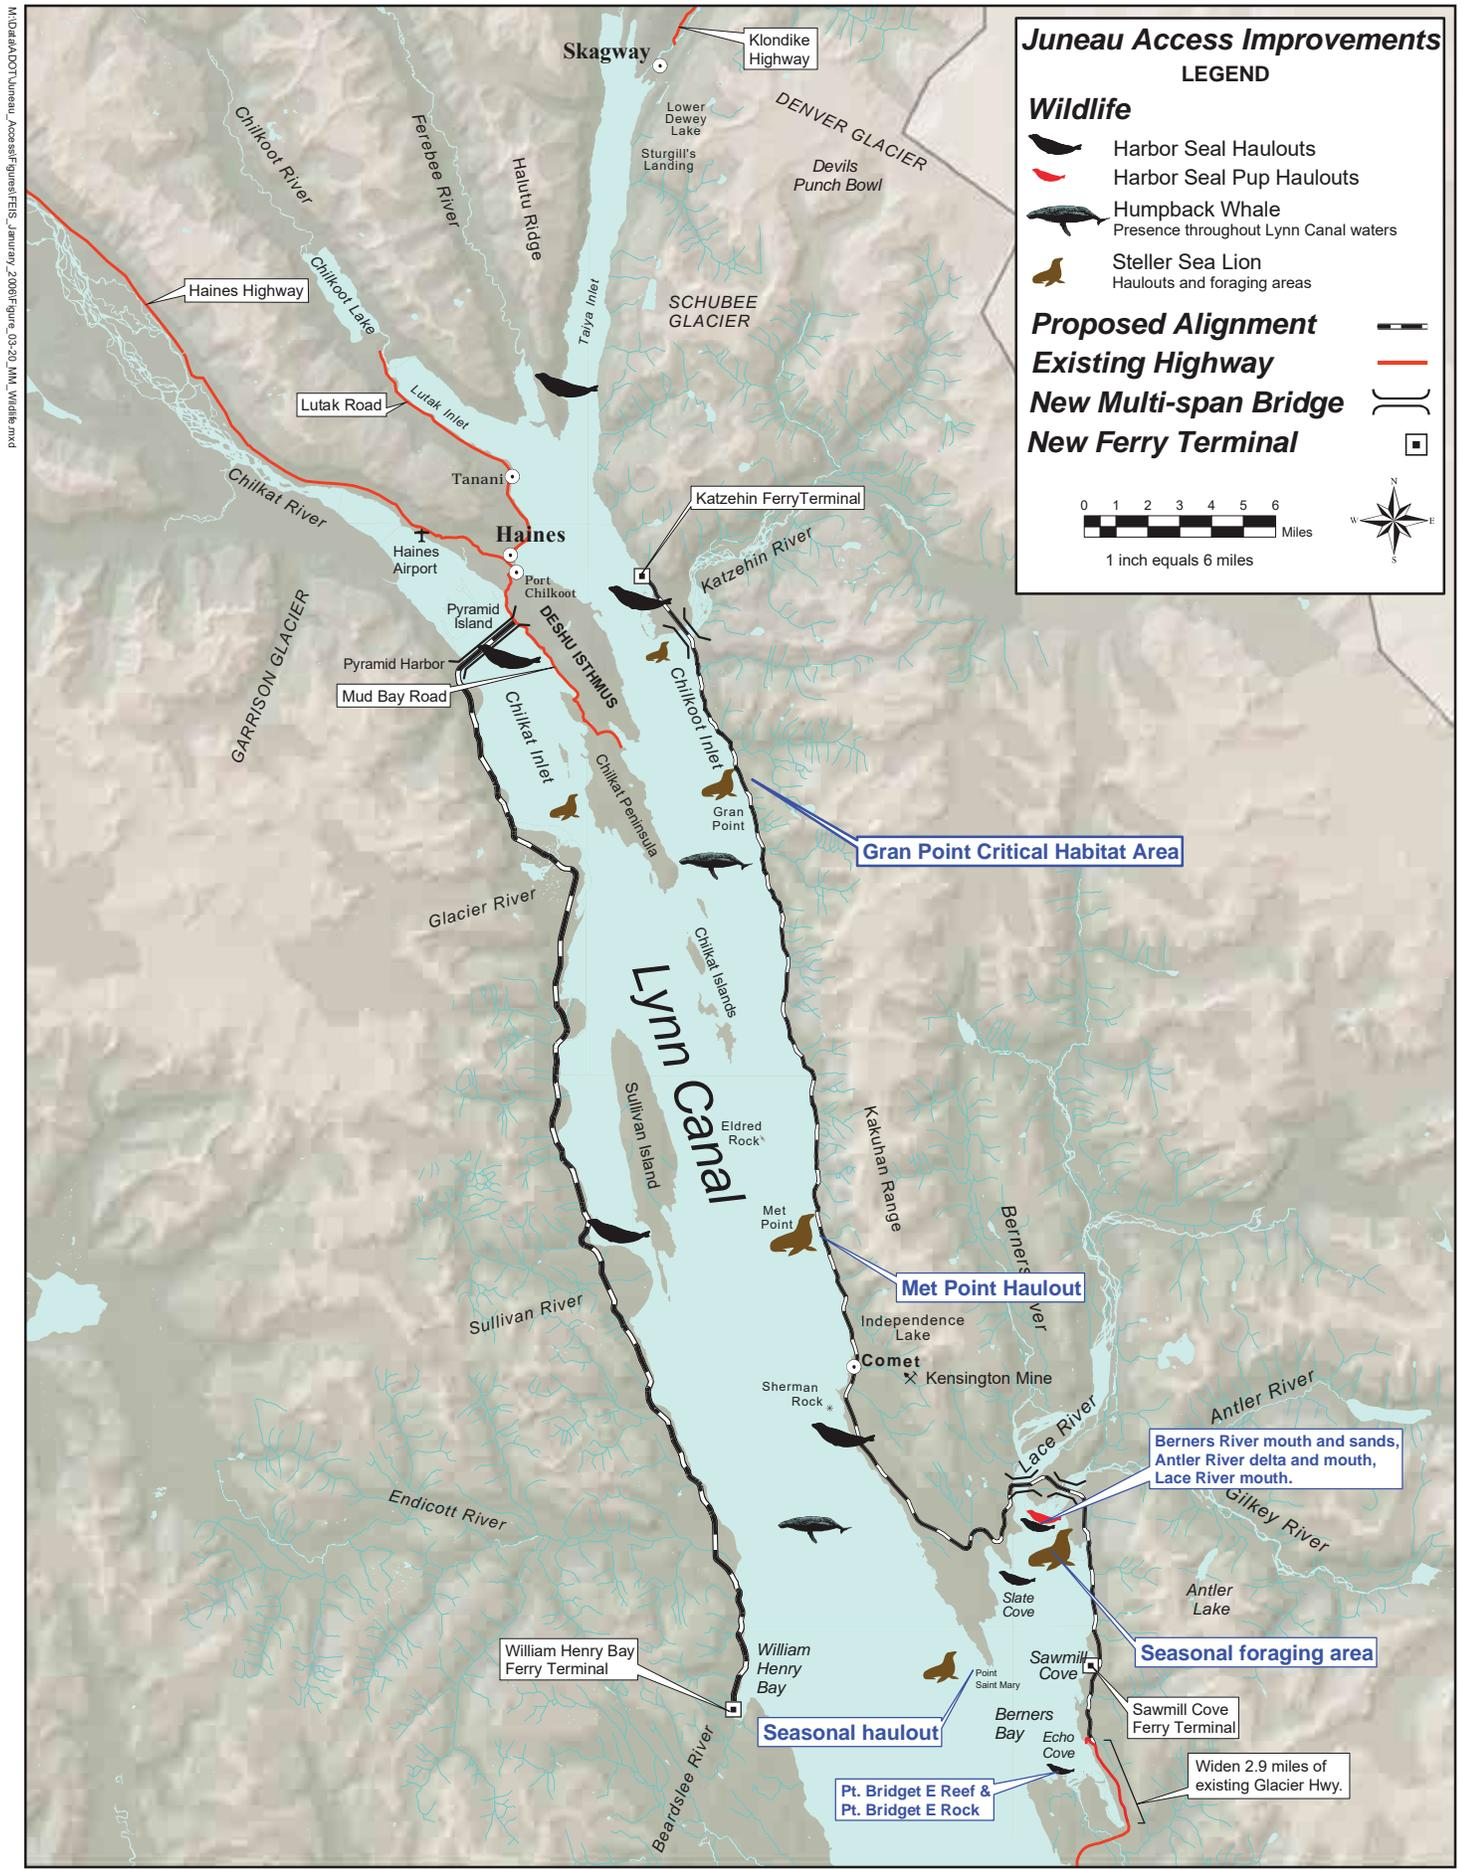 M:\Data\ADOT\Juneau_Access\Figures\FEIS_Janurary_2006\Figure_03-20_MM_Wildlife.mxd
Juneau Access Improvements
LEGEND
Wildlife
Harbor Seal Haulouts
Harbor Seal Pup Haulouts
Humpback Whale
Presence throughout Lynn Canal waters
Steller Sea Lion
Haulouts and foraging areas
Proposed Alignment
Existing Highway
New Multi-span Bridge
New Ferry Terminal
0 1 2 3 4 5 6
Miles
1 inch equals 6 miles
N
W
E
S
Skagway
Klondike
Highway
Lower
Dewey
Lake
Sturgill's
Landing
DENVER GLACIER
Devils
Punch Bowl
Chilkoot River
Ferebee River
Halutu Ridge
Haines Highway
Chilkoot Lake
Taiya Inlet
SCHUBEE
GLACIER
Lutak Road
Lutak Inlet
Tanani
Chilkat River
Katzehin FerryTerminal
Haines
Haines
Airport
Port
Chilkoot
Katzehin River
Pyramid
Island
DESHU ISTHMUS
GARRISON GLACIER
Pyramid Harbor
Mud Bay Road
Chilkat Inlet
Chilkoot Inlet
Chilkat Peninsula
Gran
Point
Gran Point Critical Habitat Area
Glacier River
Chilkat Islands
Lynn Canal
Sullivan Island
Eldred
Rock
Kakuhan Range
Met
Point
Berners
ver
Met Point Haulout
Sullivan River
Independence
Lake
Comet
Kensington Mine
Sherman
Rock
Antler River
Lace River
Berners River mouth and sands,
Antler River delta and mouth,
Lace River mouth.
Endicott River
Gilkey River
Slate
Cove
Antler
Lake
William Henry Bay
Ferry Terminal
William
Henry
Bay
Seasonal foraging area
Sawmill
Cove
Point
Saint Mary
Sawmill Cove
Ferry Terminal
Seasonal haulout
Berners
Bay
Echo
Cove
Beardslee River
Widen 2.9 miles of
existing Glacier Hwy.
Pt. Bridget E Reef &
Pt. Bridget E Rock